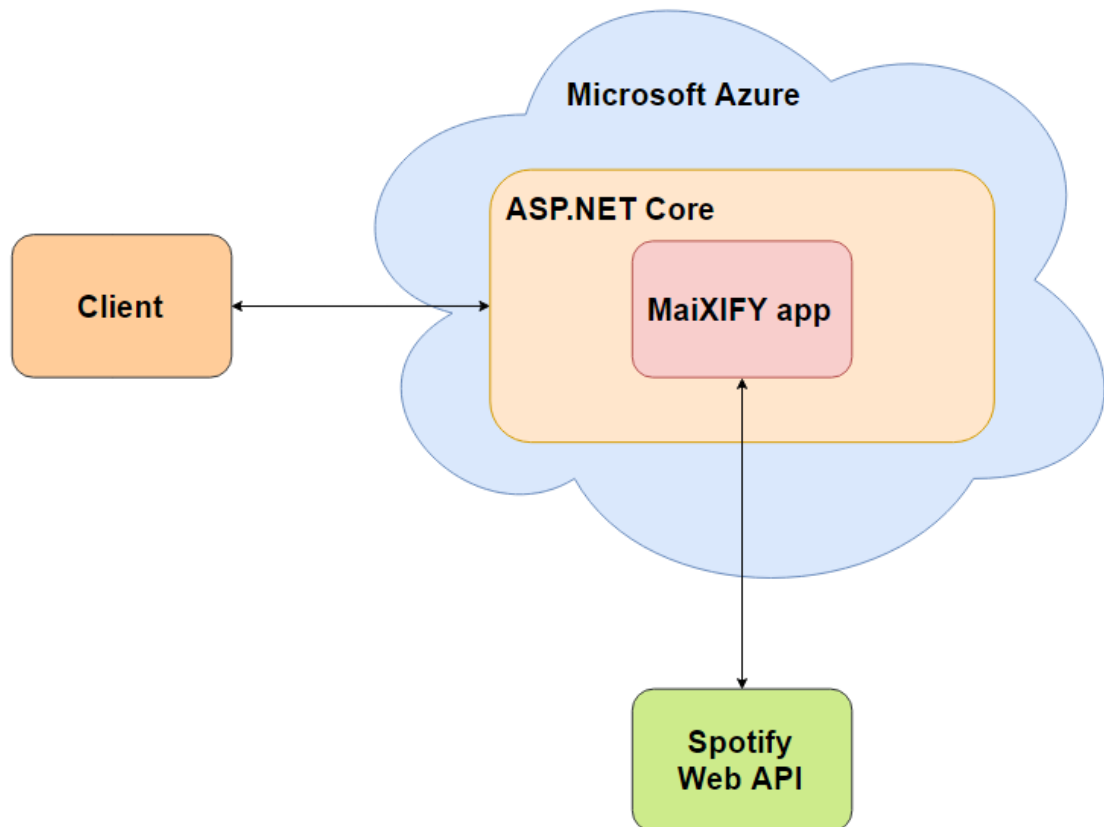 Microsoft Azure
ASP.NET Core
Client
MaiXIFY app
Spotify
Web API